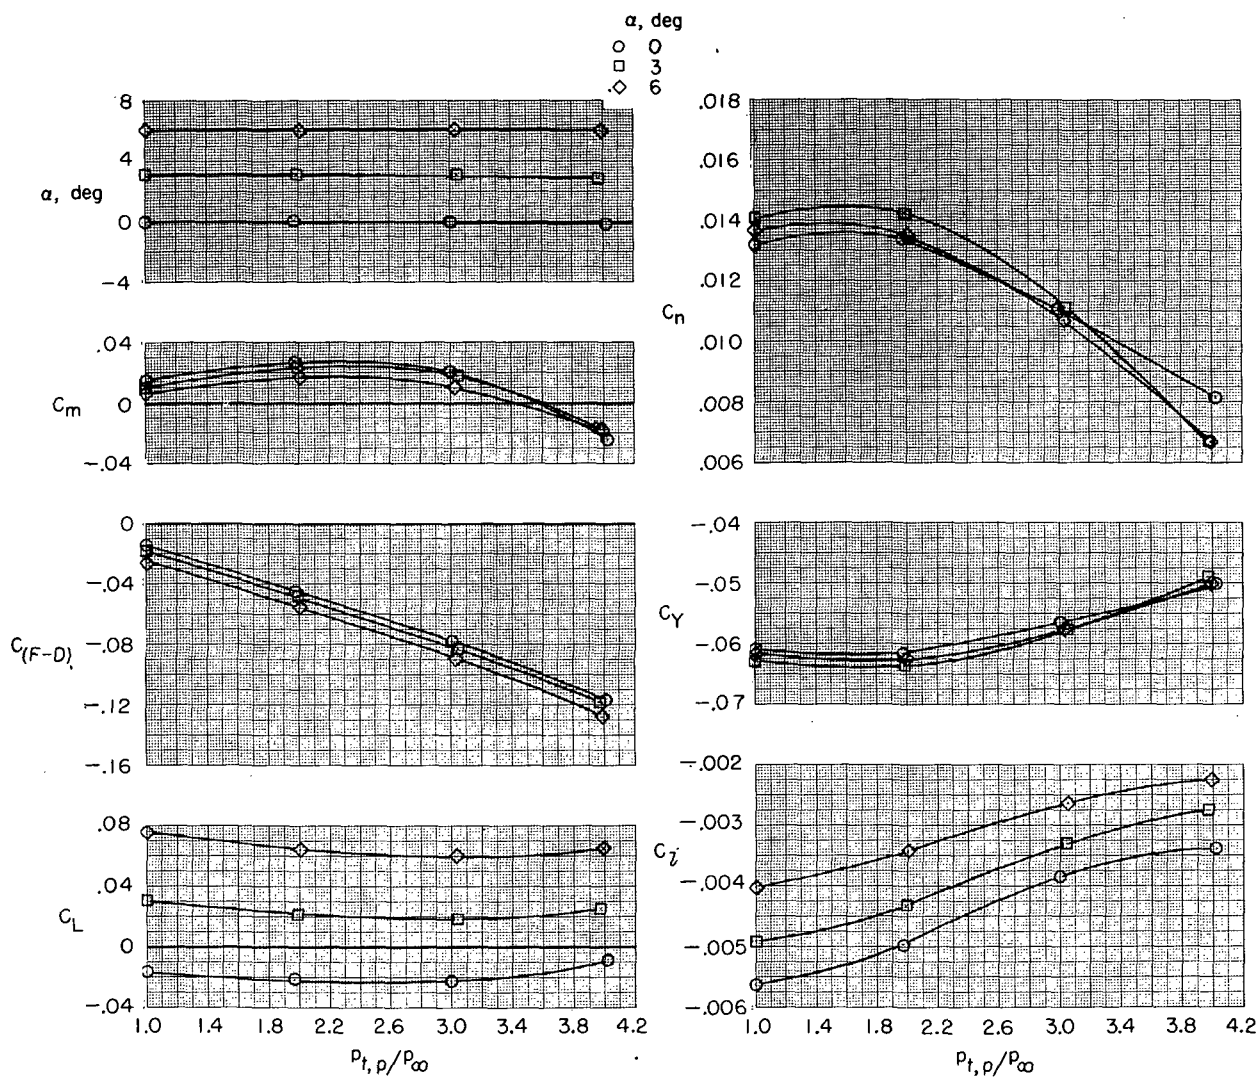 α, deg
0
3
6
8
4
0
-4
α, deg
.04
0
-.04
Cm
0
-.04
-.08
-.12
-.16
C(F-D)
.08
.04
0
-.04
CL
1.0 1.4 1.8 2.2 2.6 3.0 3.4 3.8 4.2
pt,p/p∞
.018
.016
.014
.012
.010
.008
.006
Cn
-.04
-.05
-.06
-.07
CY
-.002
-.003
-.004
-.005
-.006
Cl
1.0 1.4 1.8 2.2 2.6 3.0 3.4 3.8 4.2
pt,p/p∞